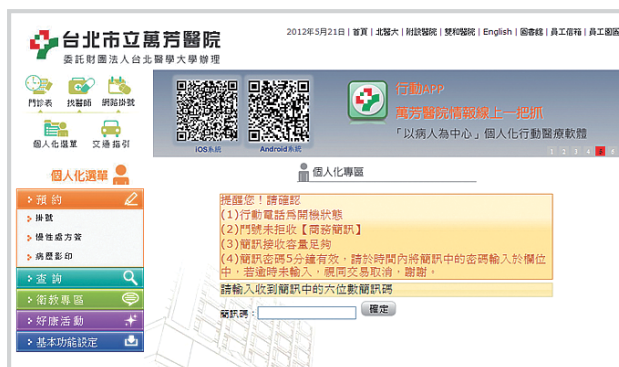 台北市立萬芳醫院
委託財團法人台北醫學大學辦理
2012年5月21日 | 首頁 | 北醫大 | 附設醫院 | 雙和醫院 | English | 圖書館 | 員工信箱 | 員工園區
門診表 找醫師 網路掛號
個人化選單 交通指引
iOS系統 Android系統
行動APP
萬芳醫院情報線上一把抓
「以病人為中心」個人化行動醫療軟體
1 2 3 4 5 6
個人化選單
個人化專區
預約
掛號
慢性處方箋
病歷影印
查詢
衛教專區
好康活動
基本功能設定
提醒您！請確認
(1)行動電話為開機狀態
(2)門號未拒收【商務簡訊】
(3)簡訊接收容量足夠
(4)簡訊密碼5分鐘有效，請於時間內將簡訊中的密碼輸入於欄位
中，若逾時未輸入，視同交易取消，謝謝。
請輸入收到簡訊中的六位數簡訊碼
簡訊碼：
確定